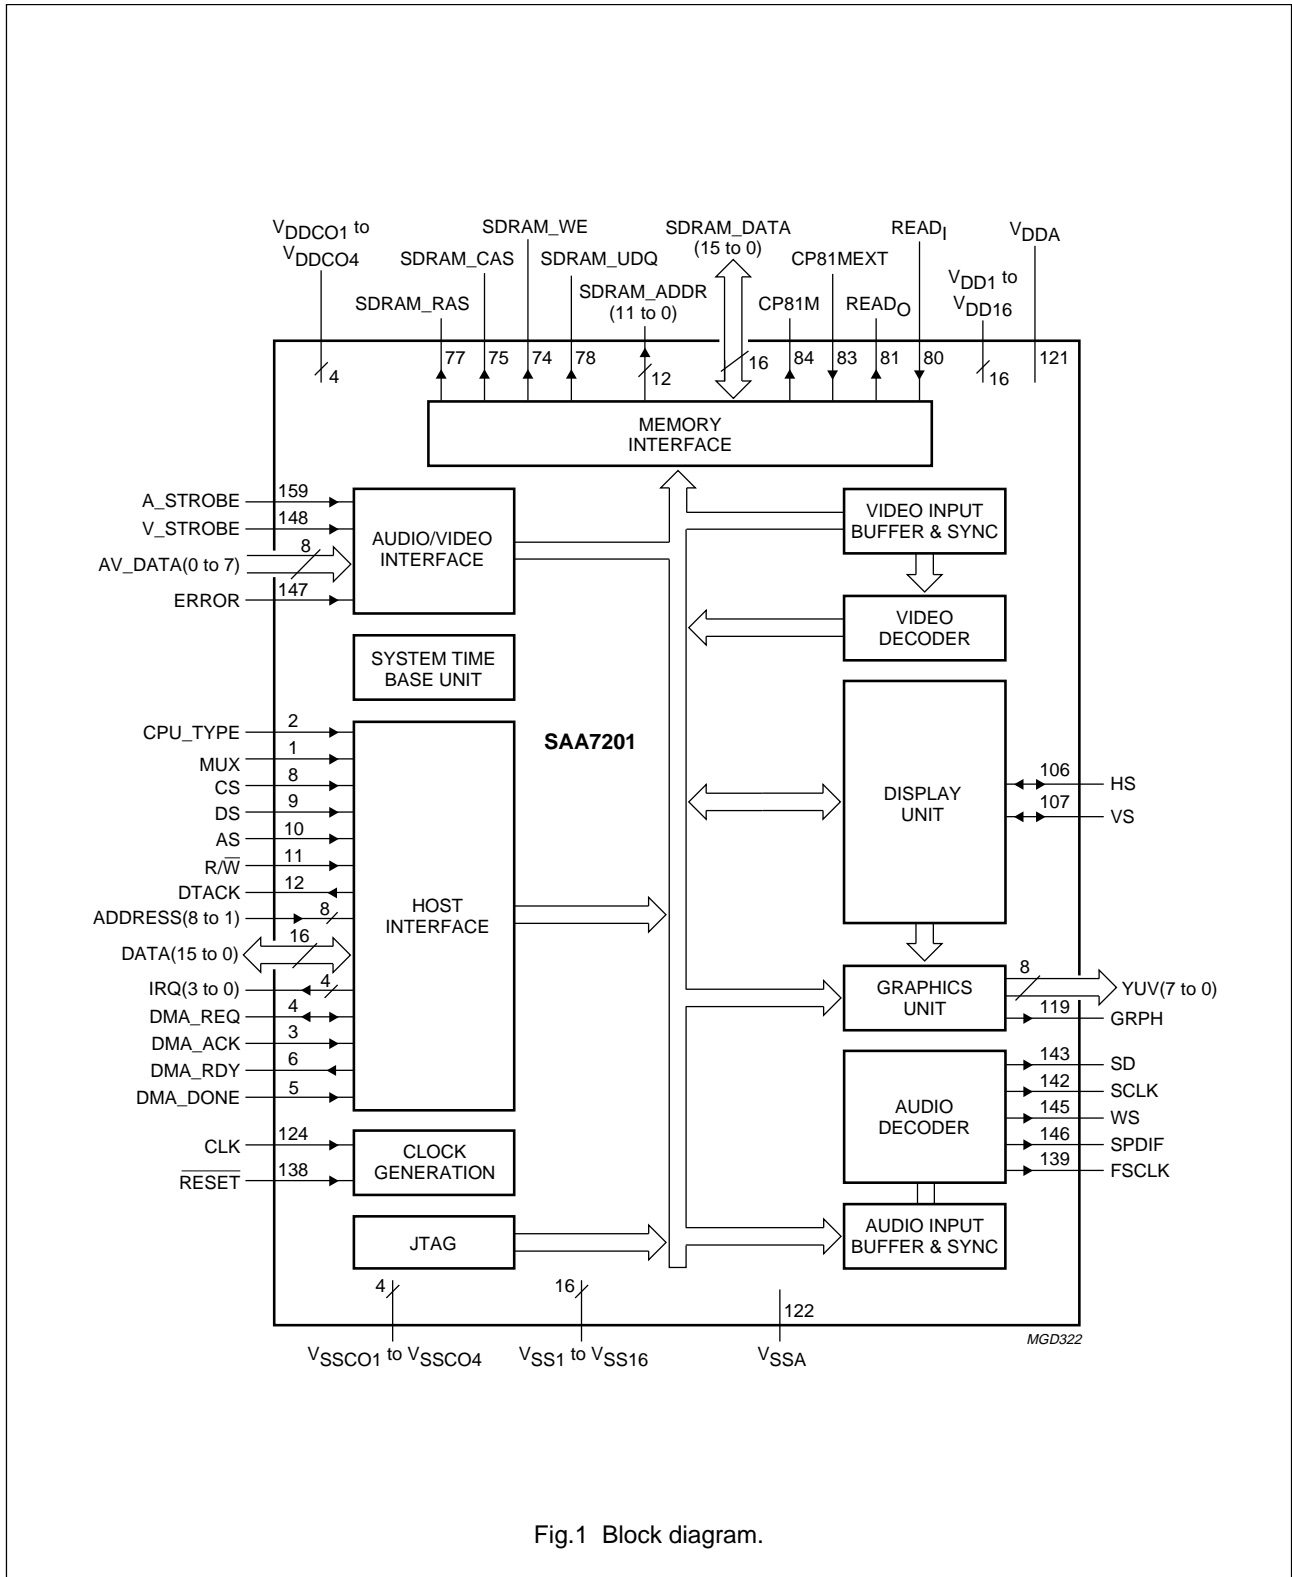 VDDCO1 to
VDDCO4
SDRAM_RAS
SDRAM_CAS
SDRAM_WE
SDRAM_UDQ
SDRAM_ADDR
(11 to 0)
SDRAM_DATA
(15 to 0)
CP81M
CP81MEXT
READO
READI
VDD1 to
VDD16
VDDA
4
77
75
74
78
12
16
84
83
81
80
16
121
MEMORY
INTERFACE
A_STROBE
159
V_STROBE
148
AV_DATA(0 to 7)
8
ERROR
147
AUDIO/VIDEO
INTERFACE
VIDEO INPUT
BUFFER & SYNC
VIDEO
DECODER
SYSTEM TIME
BASE UNIT
SAA7201
CPU_TYPE
2
MUX
1
CS
8
DS
9
AS
10
R/W̅
11
DTACK
12
ADDRESS(8 to 1)
8
DATA(15 to 0)
16
IRQ(3 to 0)
4
DMA_REQ
4
DMA_ACK
3
DMA_RDY
6
DMA_DONE
5
HOST
INTERFACE
DISPLAY
UNIT
106
HS
107
VS
GRAPHICS
UNIT
8
YUV(7 to 0)
119
GRPH
AUDIO
DECODER
143
SD
142
SCLK
145
WS
146
SPDIF
139
FSCLK
CLK
124
R̅E̅S̅E̅T̅
138
CLOCK
GENERATION
JTAG
AUDIO INPUT
BUFFER & SYNC
4
16
122
VSSCO1 to VSSCO4
VSS1 to VSS16
VSSA
MGD322
Fig.1 Block diagram.